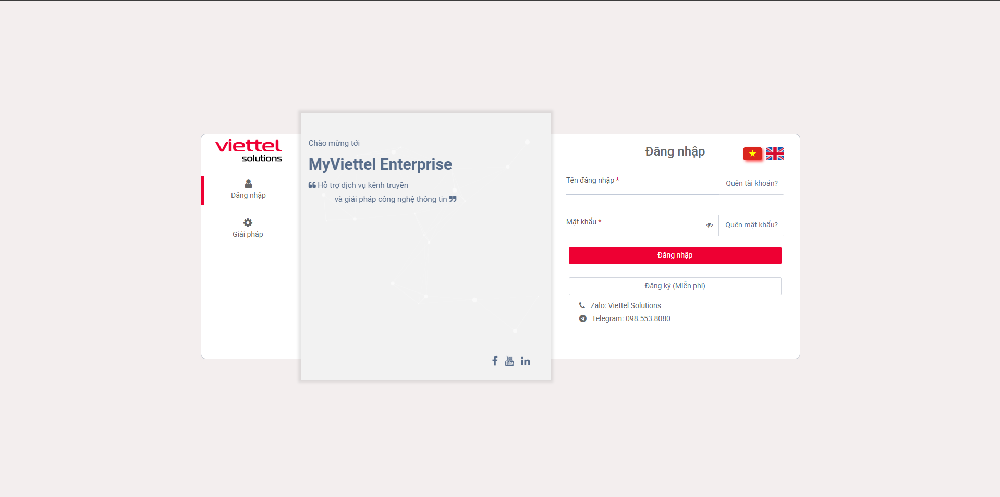 viettel
solutions
Đăng nhập
Giải pháp
Chào mừng tới
MyViettel Enterprise
Hỗ trợ dịch vụ kênh truyền
và giải pháp công nghệ thông tin
You
Tube
Đăng nhập
Tên đăng nhập *
Quên tài khoản?
Mật khẩu *
Quên mật khẩu?
Đăng nhập
Đăng ký (Miễn phí)
Zalo: Viettel Solutions
Telegram: 098.553.8080